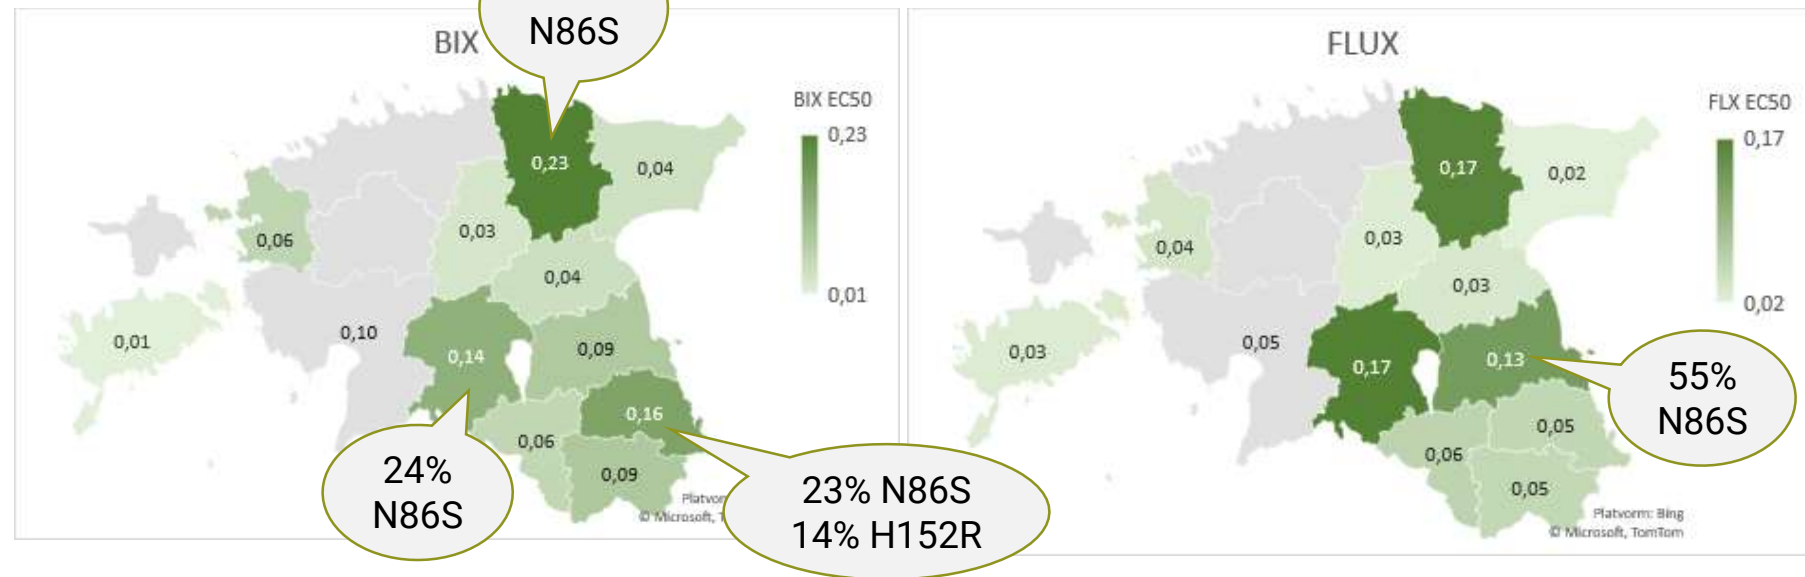 N86S
BIX
BIX EC50
0,23
0,01
0,23
0,04
0,06
0,03
0,04
0,10
0,01
0,14
0,09
0,16
0,06
0,09
24%
N86S
23% N86S
14% H152R
© Microsoft,
FLUX
FLX EC50
0,17
0,02
0,17
0,02
0,04
0,03
0,03
0,05
0,03
0,17
0,13
0,05
0,06
0,05
55%
N86S
Platvorm: Bing
© Microsoft, TomTom